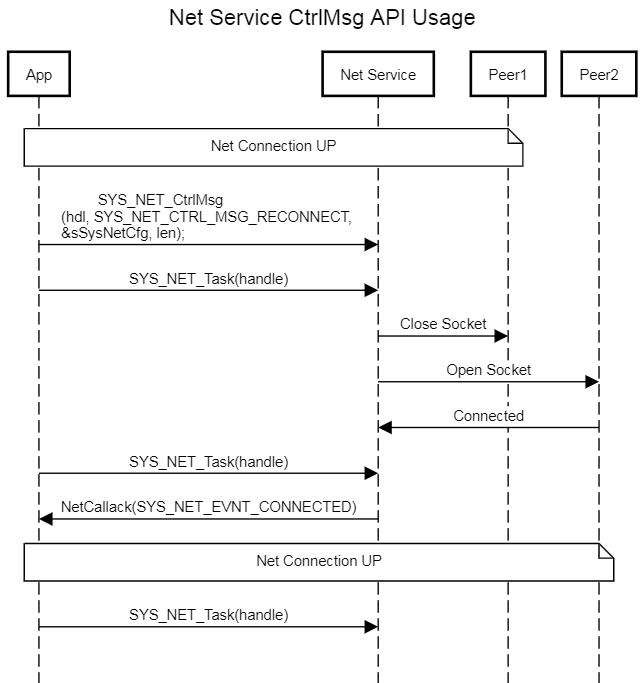 Net Service CtrlMsg API Usage
App
Net Service
Peer1
Peer2
Net Connection UP
SYS_NET_CtrlMsg
(hdl, SYS_NET_CTRL_MSG_RECONNECT,
&sSysNetCfg, len);
SYS_NET_Task(handle)
Close Socket
Open Socket
Connected
SYS_NET_Task(handle)
NetCallack(SYS_NET_EVNT_CONNECTED)
Net Connection UP
SYS_NET_Task(handle)